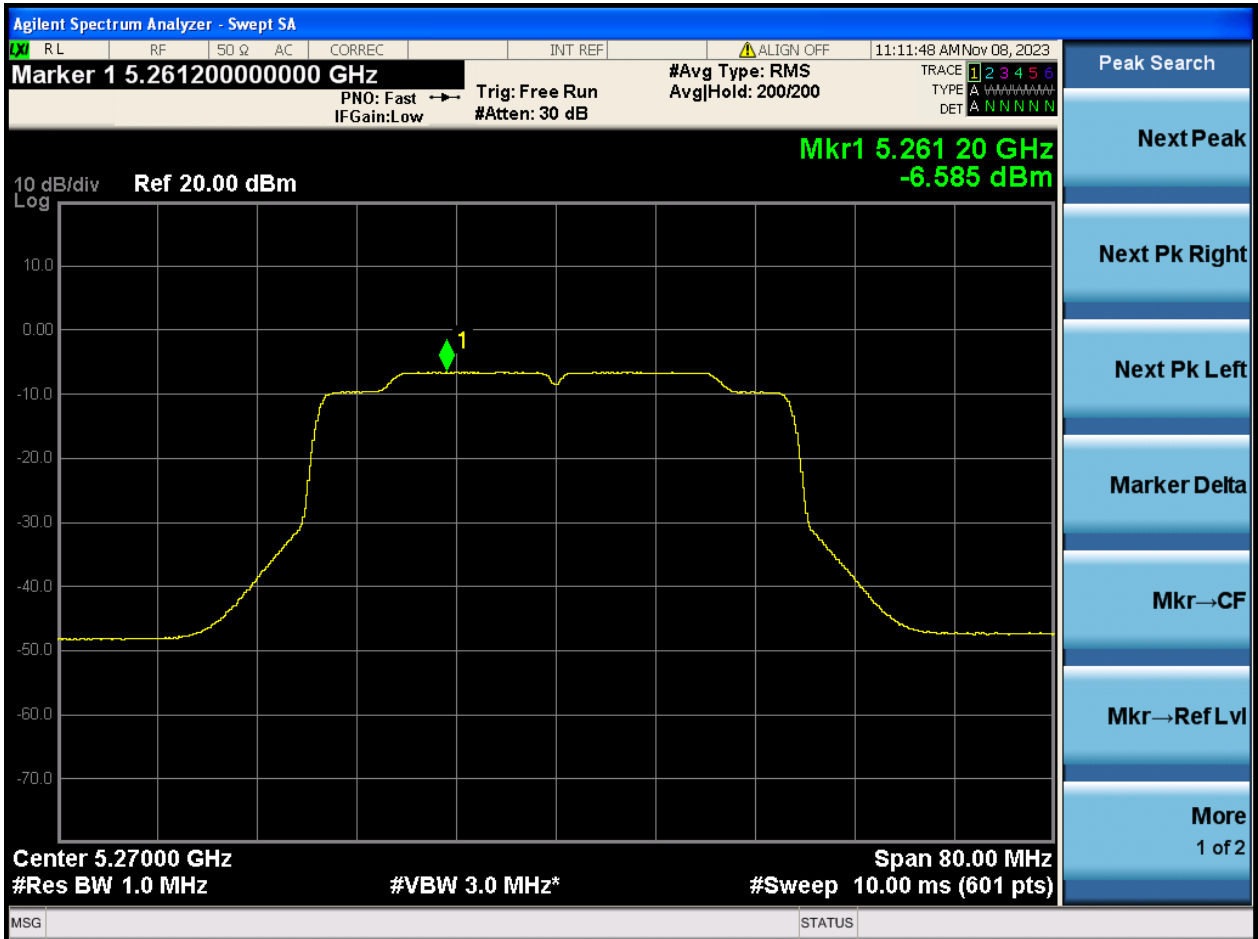 Agilent Spectrum Analyzer - Swept SA
LXI R L RF 50 Ω AC CORREC INT REF ALIGN OFF 11:11:48 AM Nov 08, 2023
Marker 1 5.261200000000 GHz
PNO: Fast
IFGain:Low
Trig: Free Run
#Atten: 30 dB
#Avg Type: RMS
Avg|Hold: 200/200
TRACE 1 2 3 4 5 6
TYPE A
DET A N N N N N
Mkr1 5.261 20 GHz
-6.585 dBm
10 dB/div Ref 20.00 dBm
Log
10.0
0.00
-10.0
-20.0
-30.0
-40.0
-50.0
-60.0
-70.0
1
Center 5.27000 GHz Span 80.00 MHz
#Res BW 1.0 MHz #VBW 3.0 MHz* #Sweep 10.00 ms (601 pts)
MSG STATUS
Peak Search
Next Peak
Next Pk Right
Next Pk Left
Marker Delta
Mkr→CF
Mkr→Ref Lvl
More
1 of 2